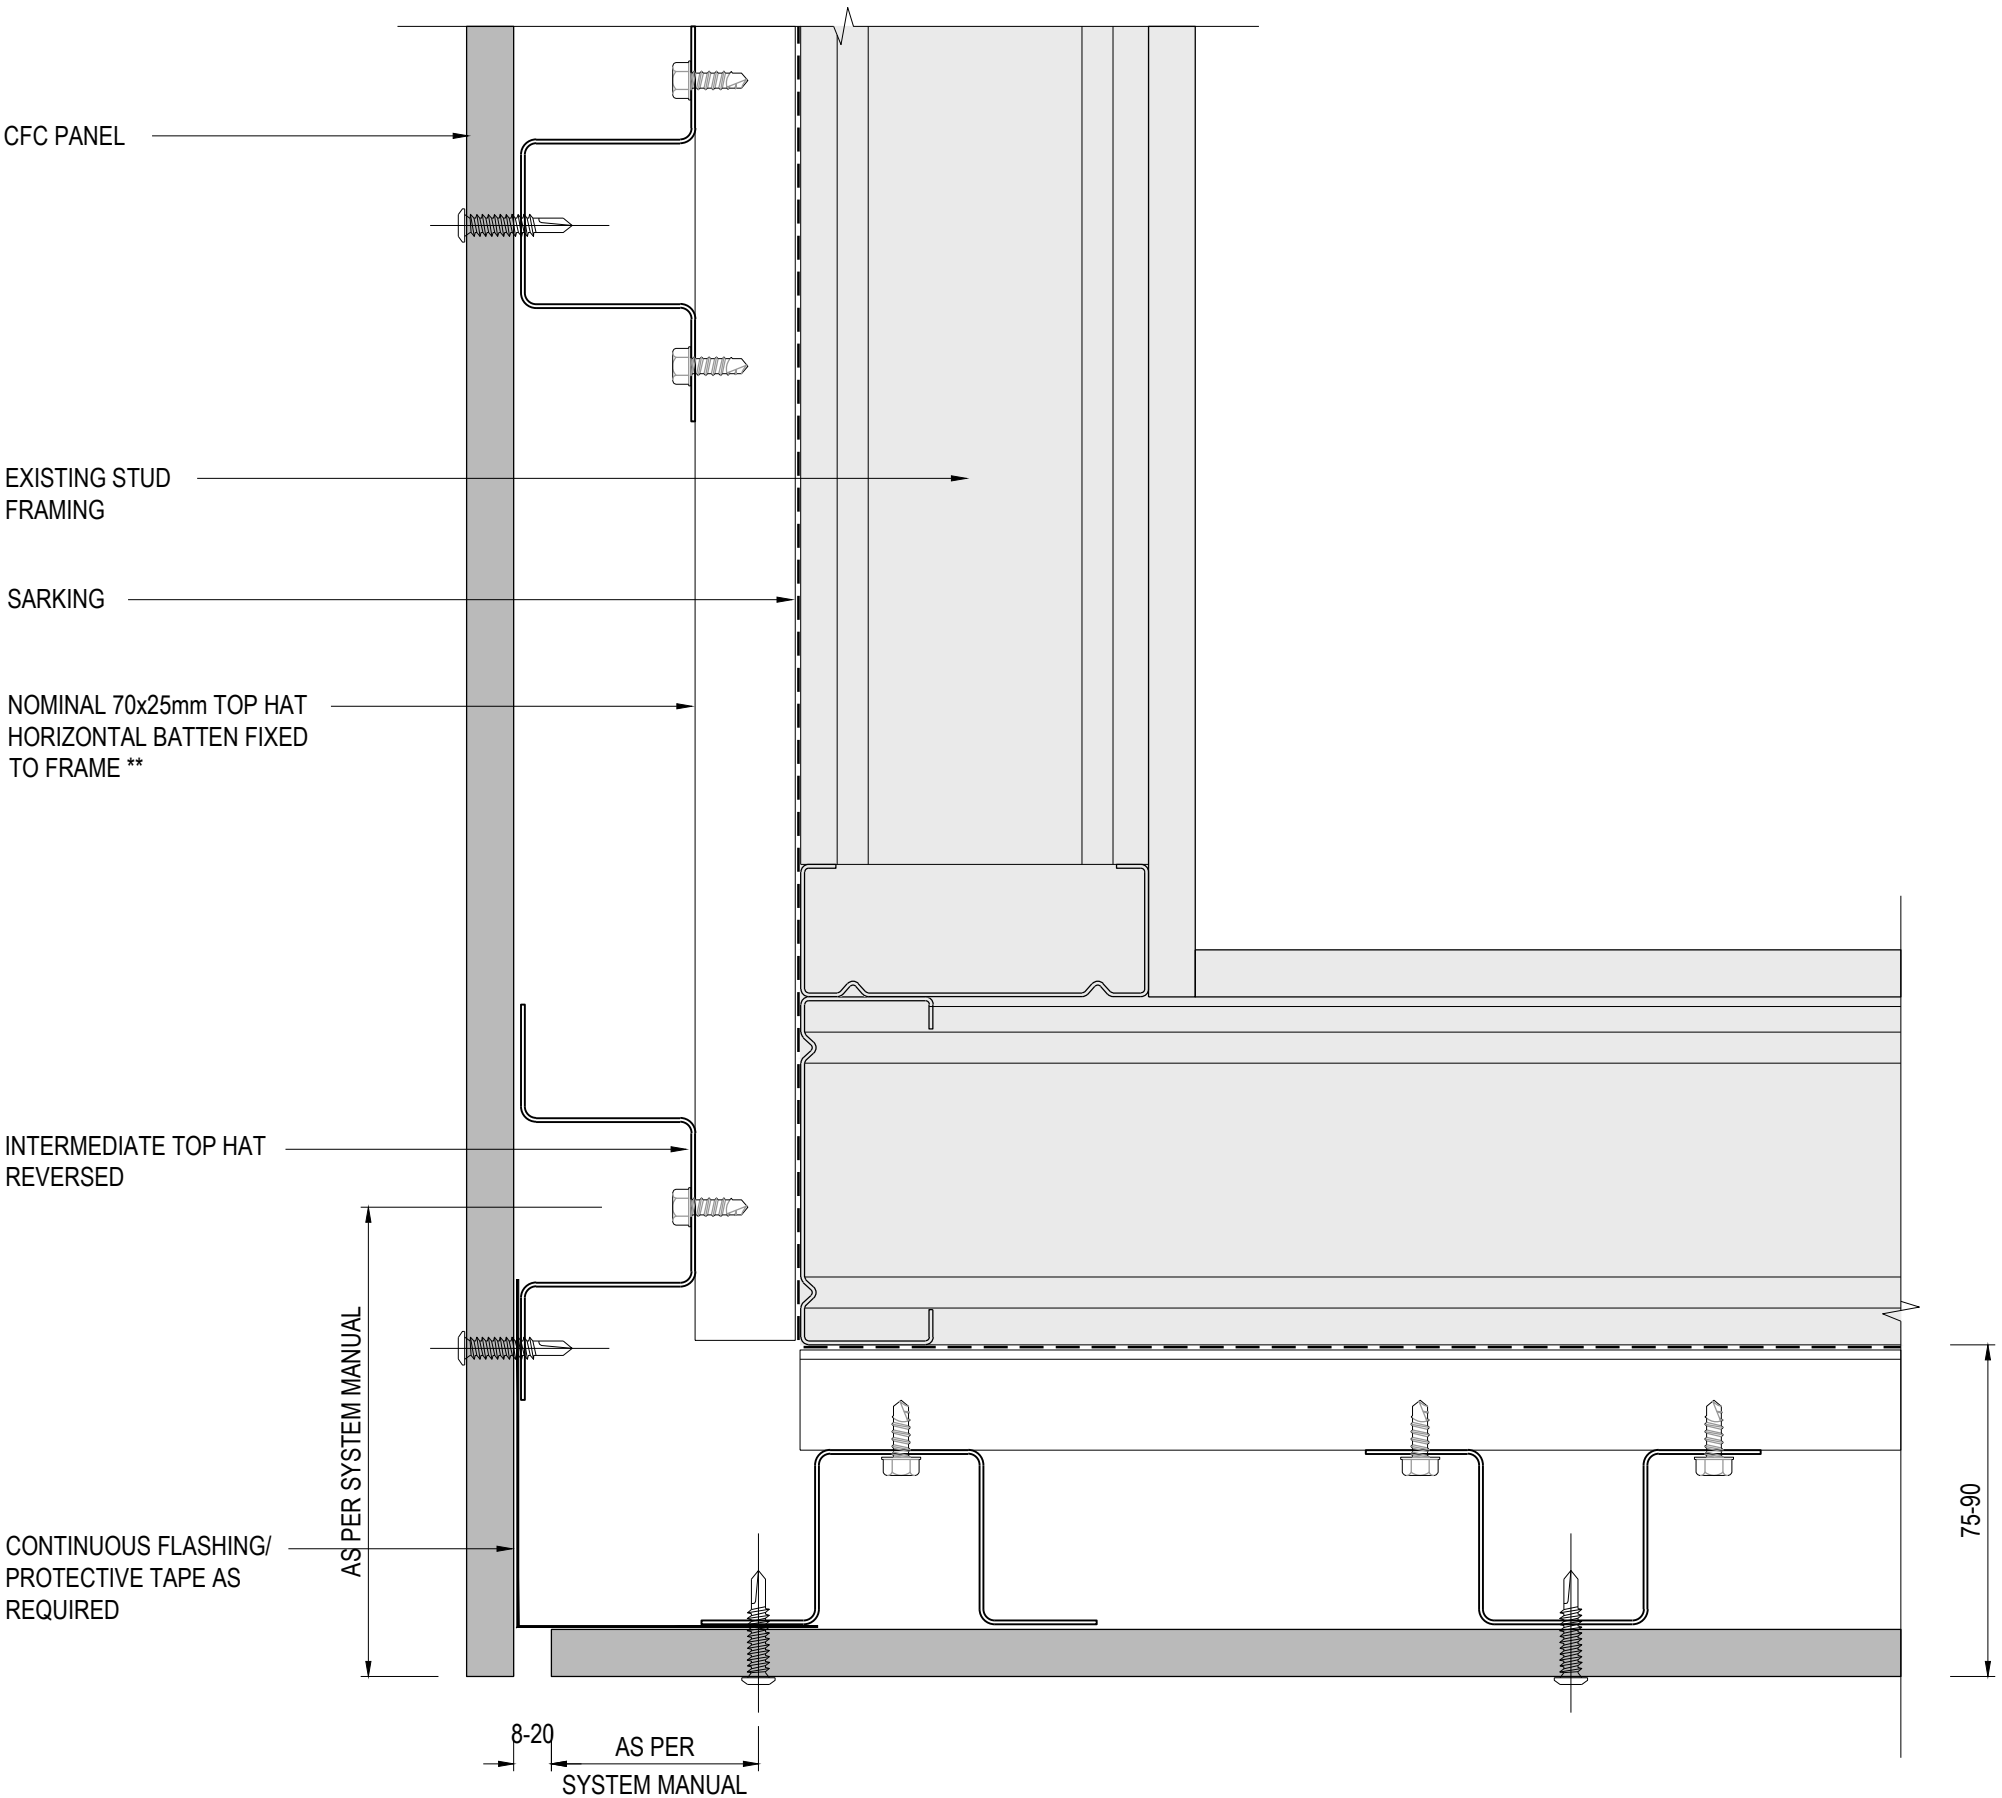 CFC PANEL
EXISTING STUD
FRAMING
SARKING
NOMINAL 70x25mm TOP HAT
HORIZONTAL BATTEN FIXED
TO FRAME **
INTERMEDIATE TOP HAT
REVERSED
AS PER SYSTEM MANUAL
CONTINUOUS FLASHING/
PROTECTIVE TAPE AS
REQUIRED
75-90
8-20
AS PER
SYSTEM MANUAL